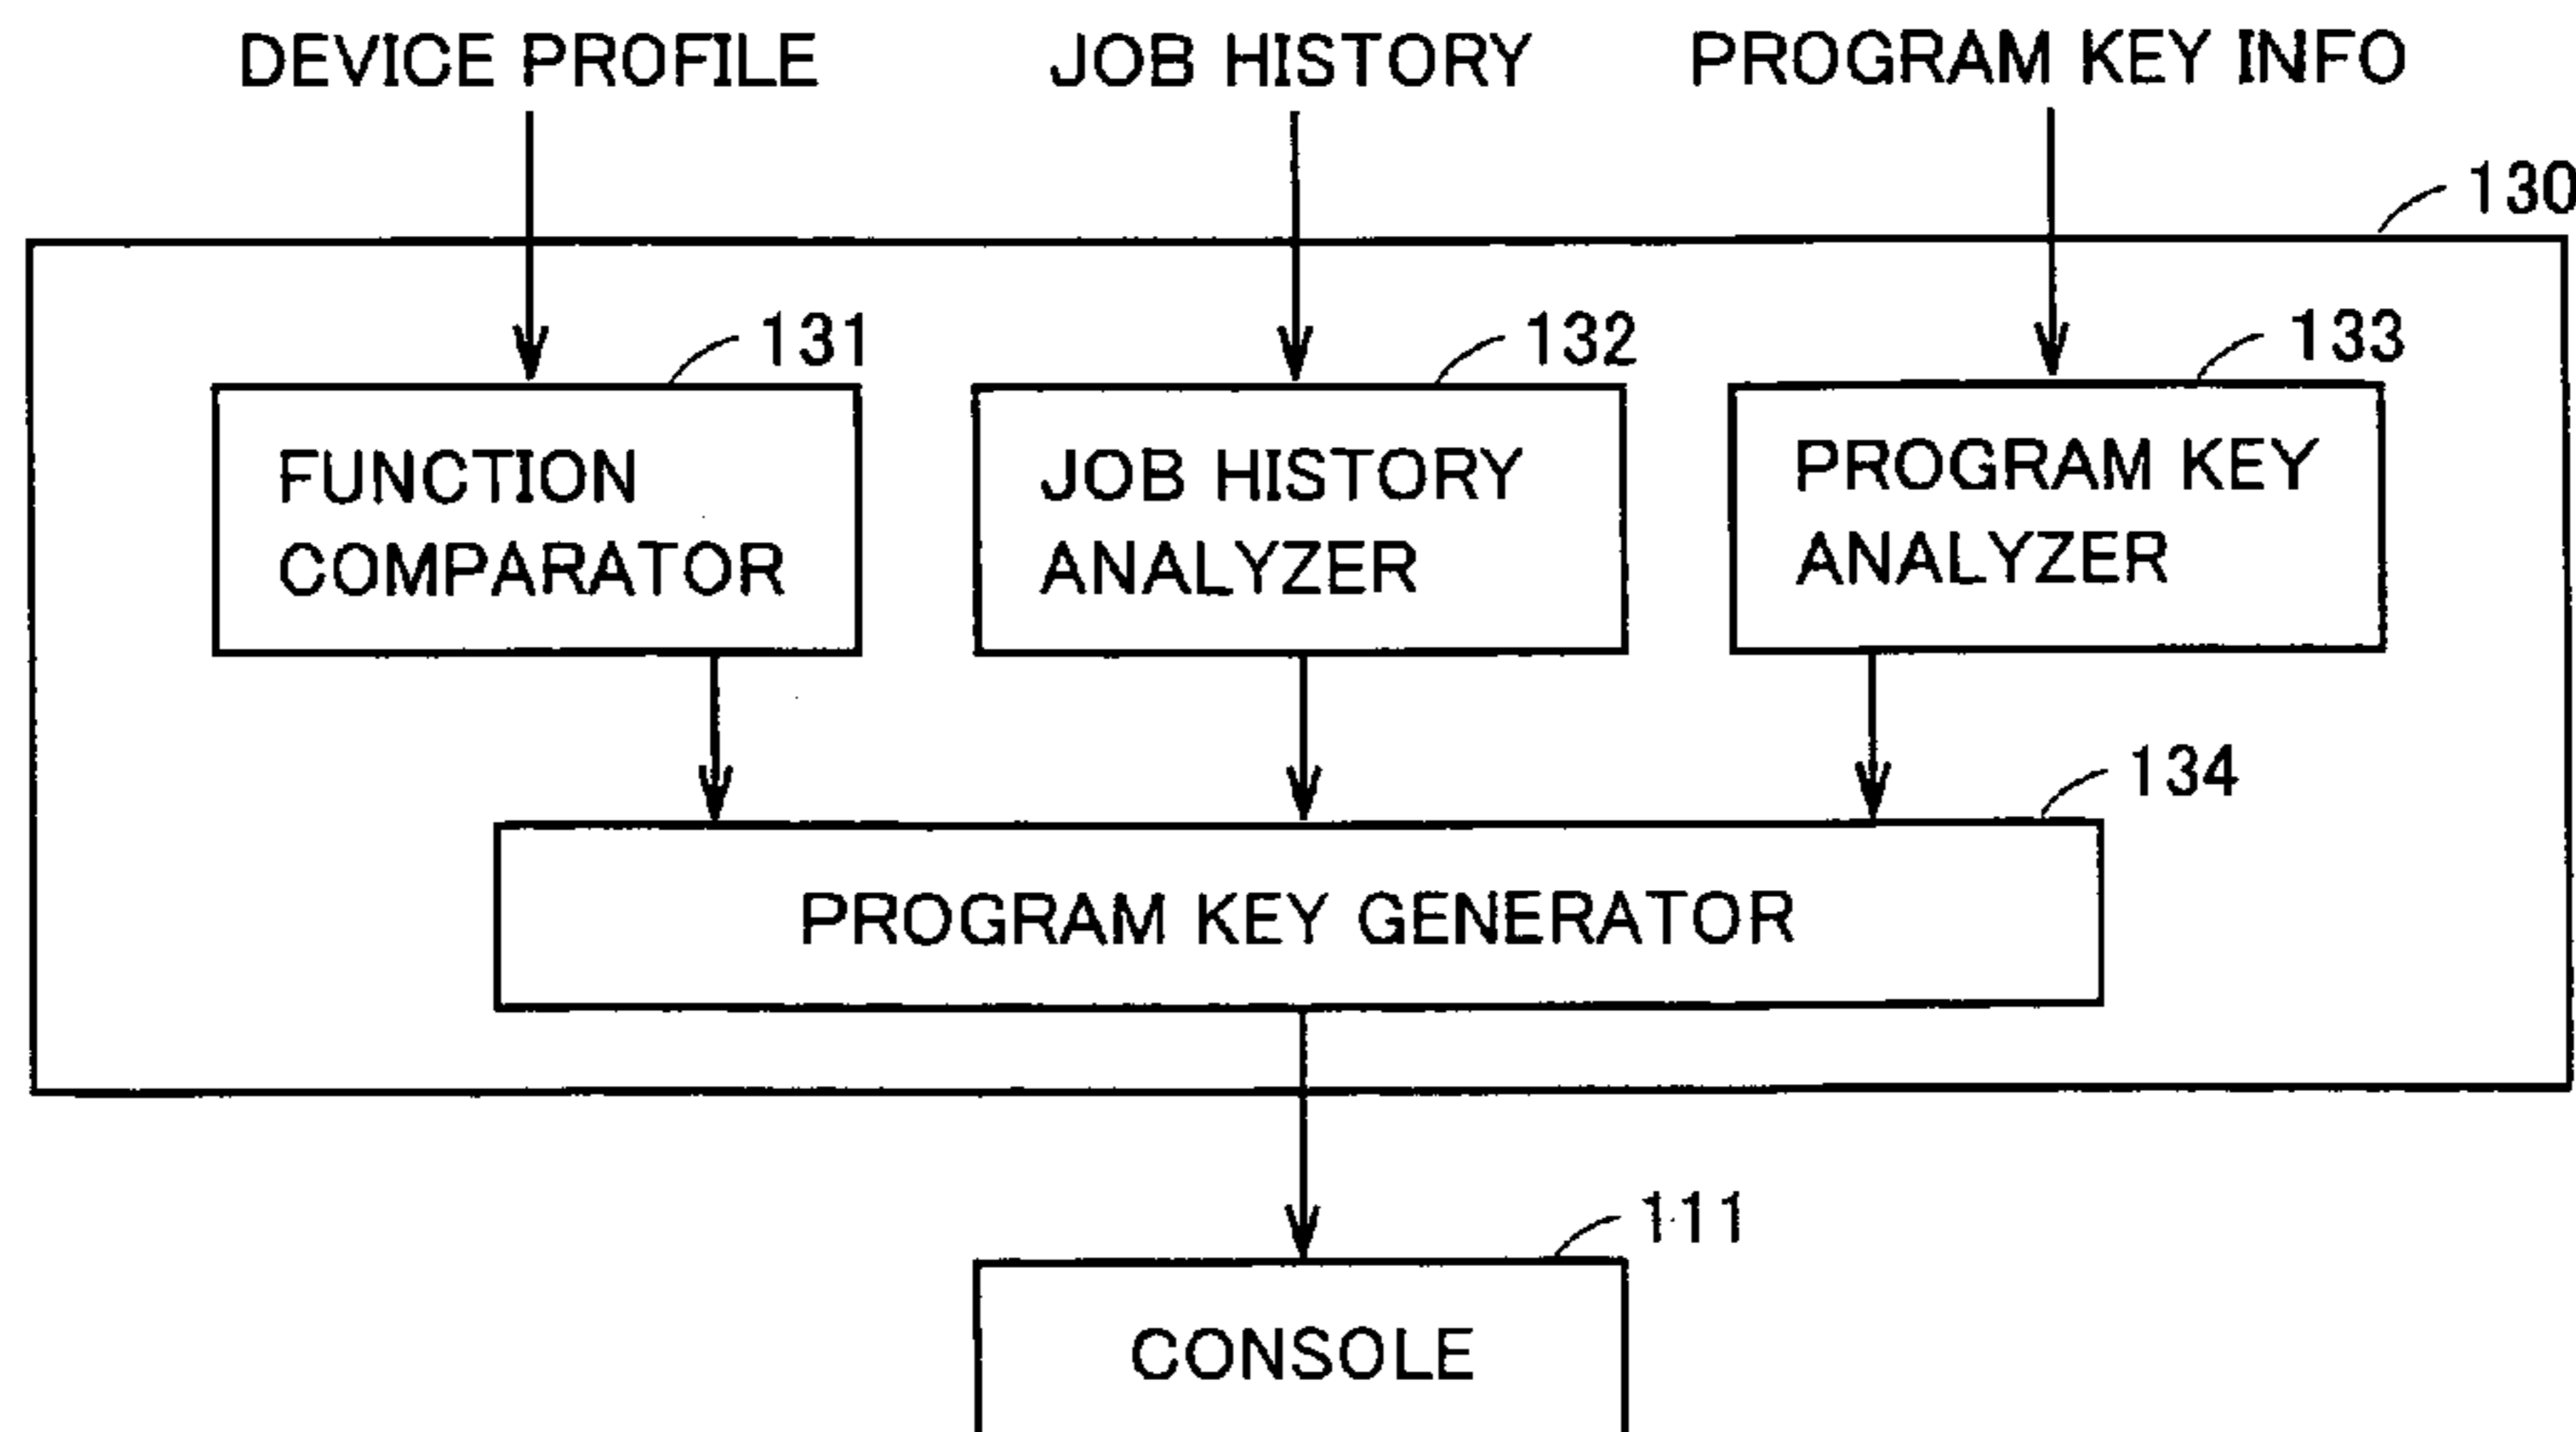 DEVICE PROFILE
JOB HISTORY
PROGRAM KEY INFO
130
131
132
133
FUNCTION
COMPARATOR
JOB HISTORY
ANALYZER
PROGRAM KEY
ANALYZER
134
PROGRAM KEY GENERATOR
111
CONSOLE